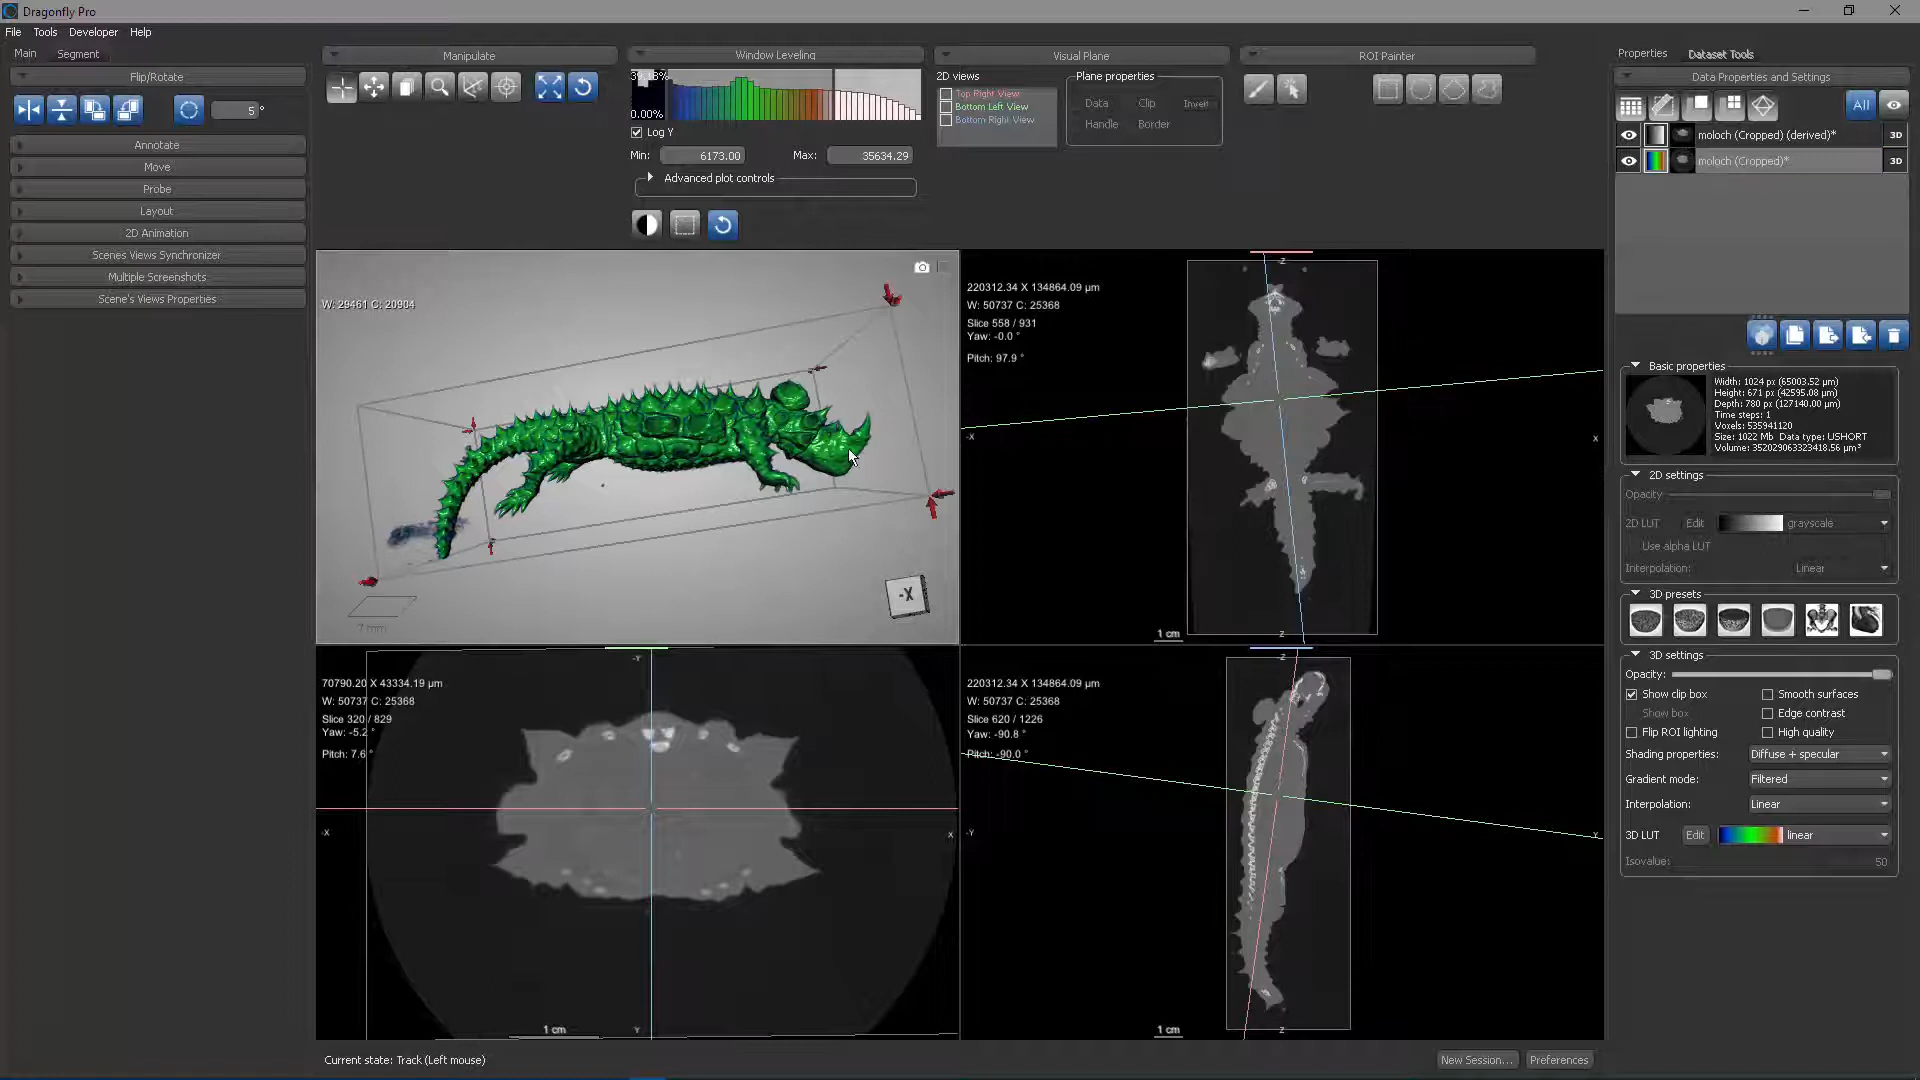 Dragonfly Pro
File Tools Developer Help
Main Segment
Flip/Rotate
5 °
Annotate
Move
Probe
Layout
2D Animation
Scenes Views Synchronizer
Multiple Screenshots
Scene's Views Properties
Manipulate
Window Leveling
39.18%
0.00%
Log Y
Min: 6173.00 Max: 35634.29
Advanced plot controls
Visual Plane
2D views
Top Right View
Bottom Left View
Bottom Right View
Plane properties
Data Clip Invert
Handle Border
ROI Painter
W: 29461 C: 20904
-X
7 mm
220312.34 X 134864.09 µm
W: 50737 C: 25368
Slice 558 / 931
Yaw: -0.0 °
Pitch: 97.9 °
-Z
-X
X
Z
1 cm
70790.20 X 43334.19 µm
W: 50737 C: 25368
Slice 320 / 829
Yaw: -5.2 °
Pitch: 7.6 °
-Y
-X
X
Y
1 cm
220312.34 X 134864.09 µm
W: 50737 C: 25368
Slice 620 / 1226
Yaw: -90.8 °
Pitch: -90.0 °
-Z
-Y
Y
Z
1 cm
Current state: Track (Left mouse)
New Session... Preferences
Properties Dataset Tools
Data Properties and Settings
All
moloch (Cropped) (derived)* 3D
moloch (Cropped)* 3D
Basic properties
Width: 1024 px (65003.52 µm)
Height: 671 px (42595.08 µm)
Depth: 780 px (127140.00 µm)
Time steps: 1
Voxels: 535941120
Size: 1022 Mb Data type: USHORT
Volume: 352029063323418.56 µm³
2D settings
Opacity
2D LUT Edit grayscale
Use alpha LUT
Interpolation: Linear
3D presets
3D settings
Opacity:
Show clip box Smooth surfaces
Show box Edge contrast
Flip ROI lighting High quality
Shading properties: Diffuse + specular
Gradient mode: Filtered
Interpolation: Linear
3D LUT Edit linear
Isovalue: 50